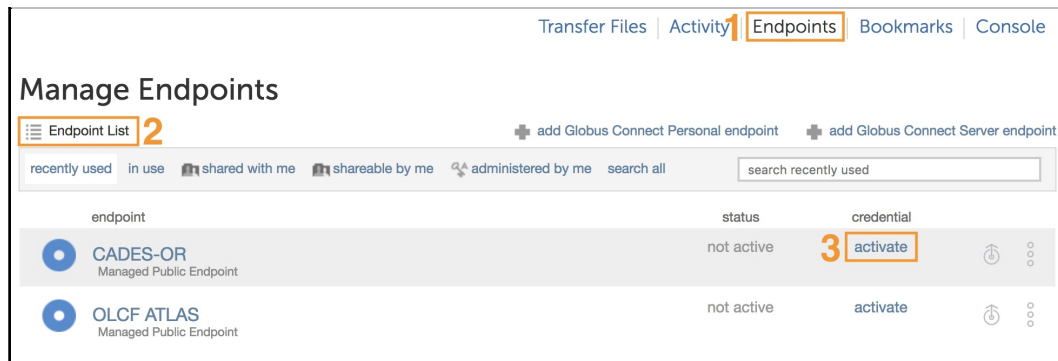 Transfer Files | Activity 1 Endpoints | Bookmarks | Console
Manage Endpoints
Endpoint List 2 add Globus Connect Personal endpoint add Globus Connect Server endpoint
recently used in use shared with me shareable by me administered by me search all search recently used
endpoint status credential
CADES-OR not active 3 activate
Managed Public Endpoint
OLCF ATLAS not active activate
Managed Public Endpoint